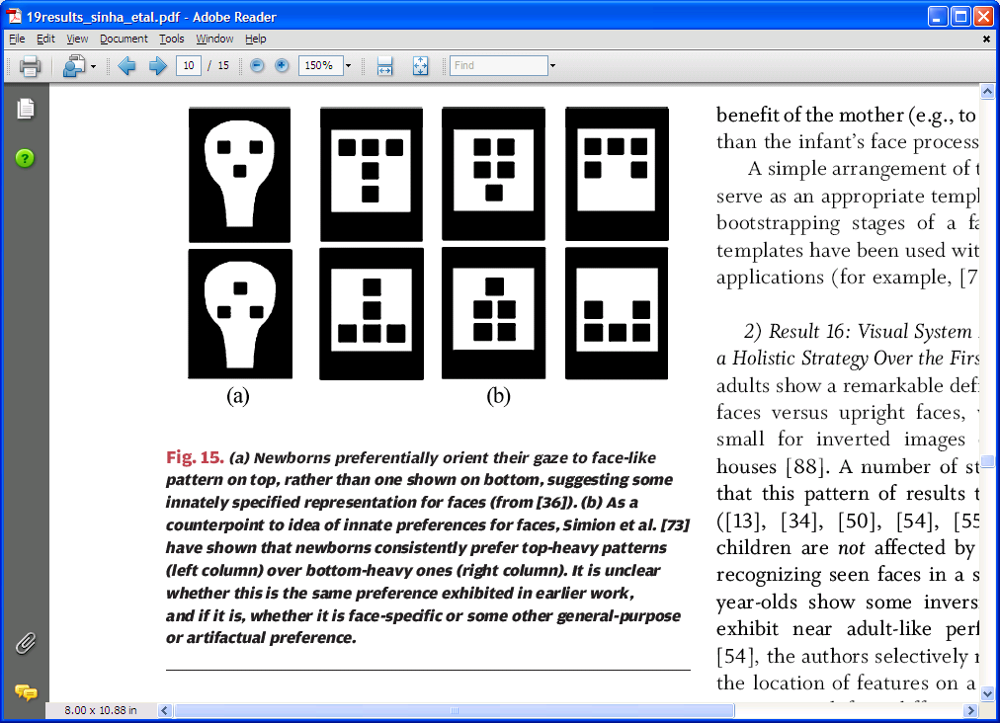 19results_sinha_etal.pdf - Adobe Reader
File Edit View Document Tools Window Help
10 / 15 150% Find
(a) (b)
Fig. 15. (a) Newborns preferentially orient their gaze to face-like
pattern on top, rather than one shown on bottom, suggesting some
innately specified representation for faces (from [36]). (b) As a
counterpoint to idea of innate preferences for faces, Simion et al. [73]
have shown that newborns consistently prefer top-heavy patterns
(left column) over bottom-heavy ones (right column). It is unclear
whether this is the same preference exhibited in earlier work,
and if it is, whether it is face-specific or some other general-purpose
or artifactual preference.
benefit of the mother (e.g., to
than the infant's face process
A simple arrangement of
serve as an appropriate templ
bootstrapping stages of a fa
templates have been used wit
applications (for example, [7
2) Result 16: Visual System
a Holistic Strategy Over the Firs
adults show a remarkable defi
faces versus upright faces,
small for inverted images
houses [88]. A number of st
that this pattern of results t
([13], [34], [50], [54], [55
children are not affected by
recognizing seen faces in a s
year-olds show some inversi
exhibit near adult-like perf
[54], the authors selectively
the location of features on a
8.00 x 10.88 in